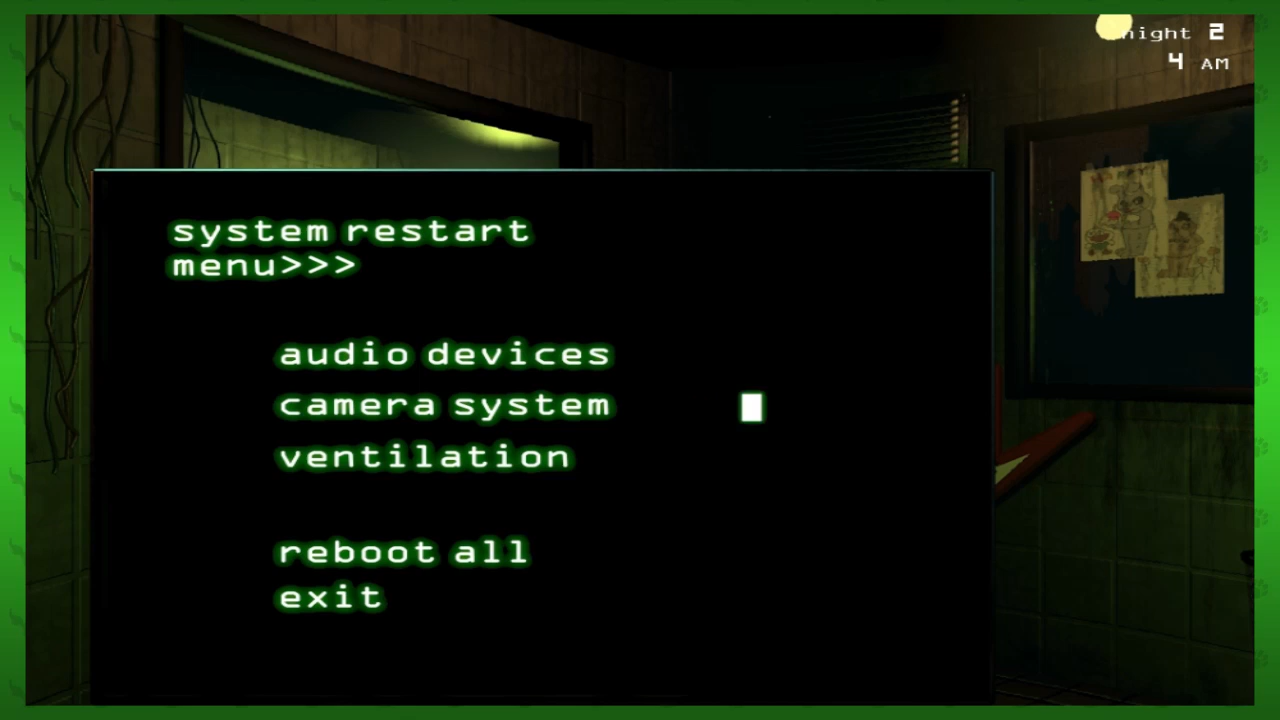 night 2
4 AM
system restart
menu>>>
audio devices
camera system
ventilation
reboot all
exit